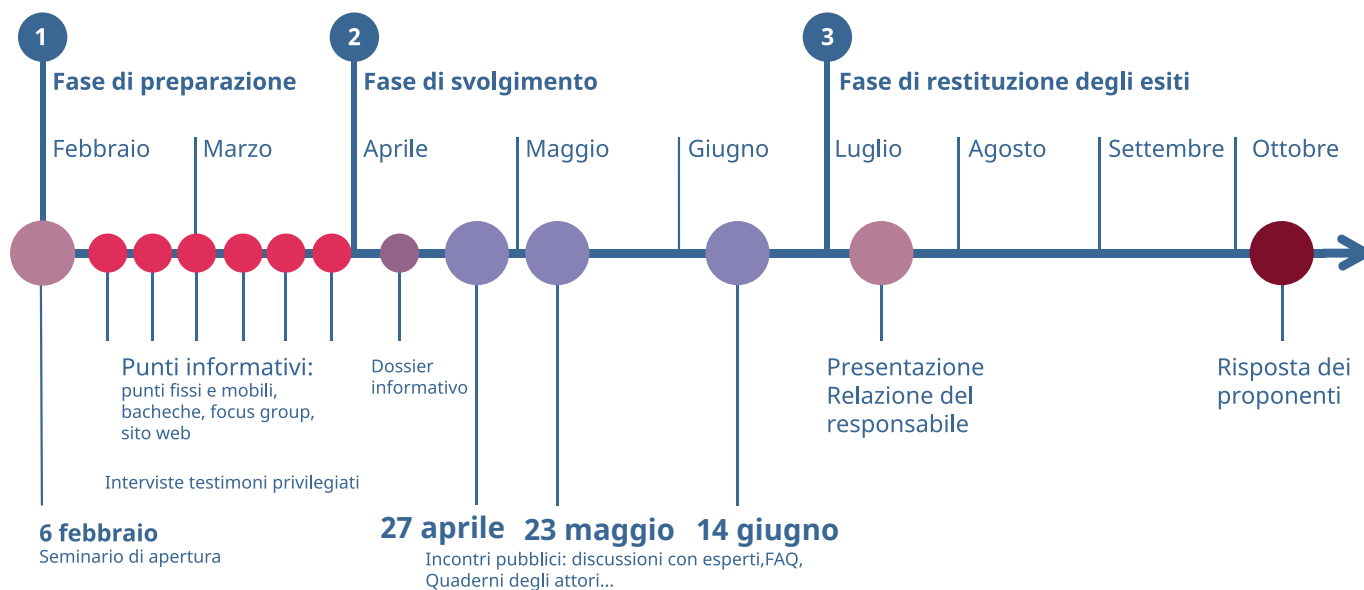 1
2
3
Fase di preparazione
Fase di svolgimento
Fase di restituzione degli esiti
Febbraio
Marzo
Aprile
Maggio
Giugno
Luglio
Agosto
Settembre
Ottobre
Punti informativi:
punti fissi e mobili,
bacheche, focus group,
sito web
Interviste testimoni privilegiati
Dossier
informativo
Presentazione
Relazione del
responsabile
Risposta dei
proponenti
6 febbraio
Seminario di apertura
27 aprile
23 maggio
14 giugno
Incontri pubblici: discussioni con esperti,FAQ,
Quaderni degli attori...